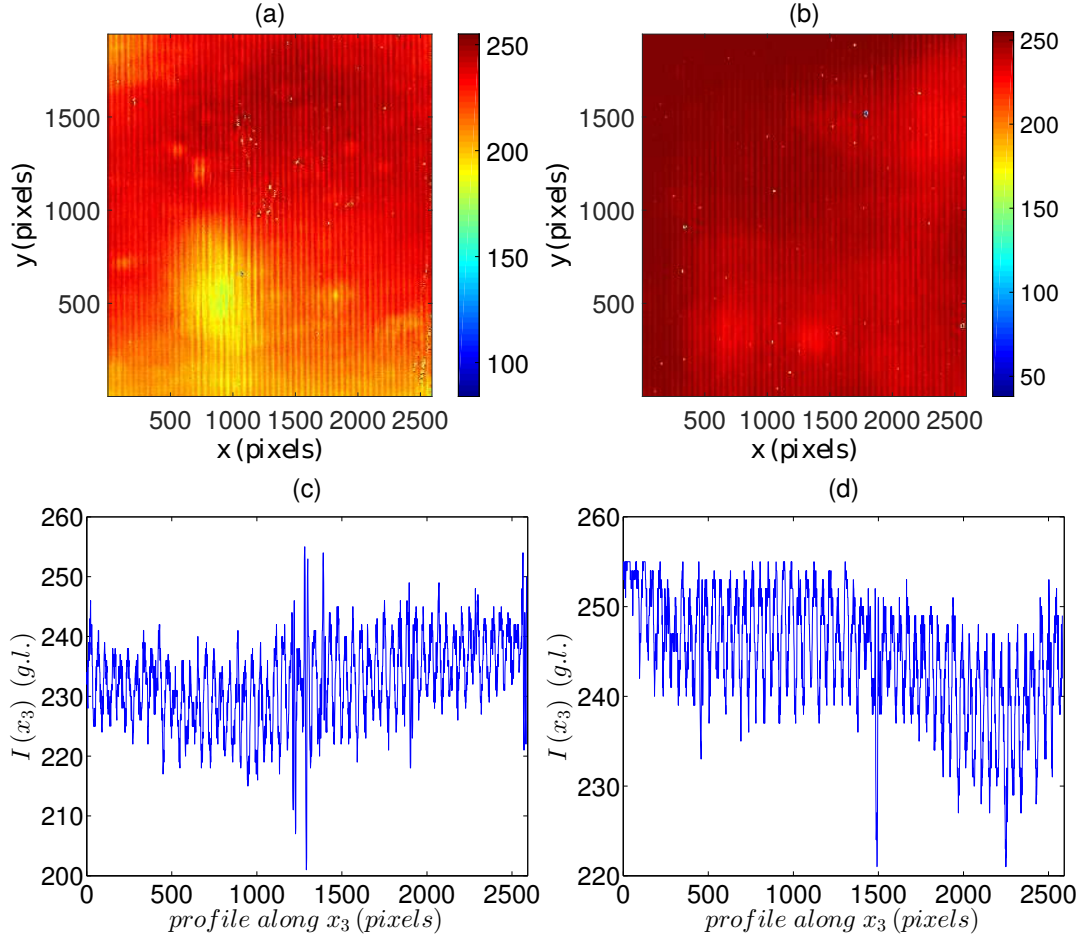 (a)
250
200
150
100
1500
1000
500
y (pixels)
500 1000 1500 2000 2500
x (pixels)
(b)
250
200
150
100
50
1500
1000
500
y (pixels)
500 1000 1500 2000 2500
x (pixels)
(c)
260
250
240
230
220
210
200
I (x₃) (g.l.)
0 500 1000 1500 2000 2500
profile along x₃ (pixels)
(d)
260
250
240
230
220
I (x₃) (g.l.)
0 500 1000 1500 2000 2500
profile along x₃ (pixels)